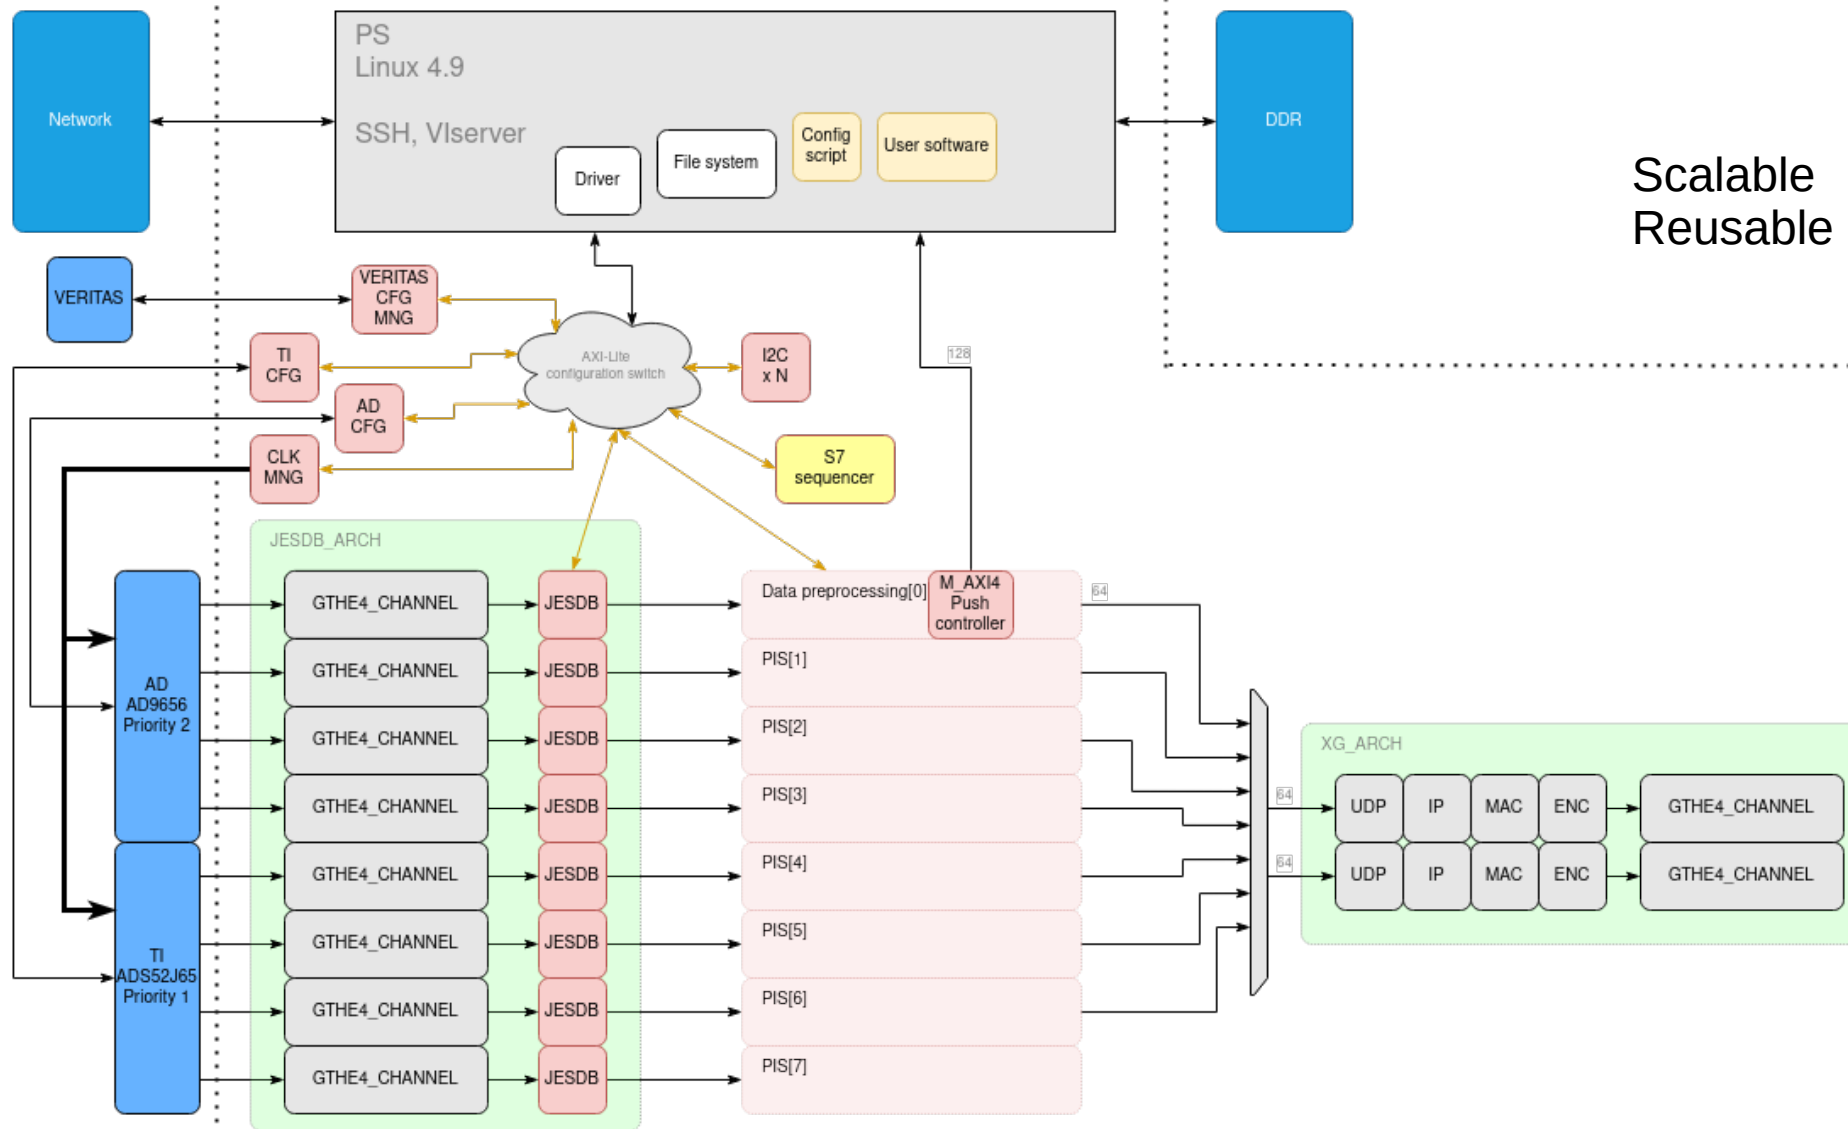 PS
Linux 4.9
SSH, VIserver
Network
Driver
File system
Config
script
User software
DDR
Scalable
Reusable
VERITAS
VERITAS
CFG
MNG
TI
CFG
AD
CFG
CLK
MNG
AXI-Lite
configuration switch
I2C
x N
S7
sequencer
128
JESDB_ARCH
GTHE4_CHANNEL
JESDB
GTHE4_CHANNEL
JESDB
GTHE4_CHANNEL
JESDB
GTHE4_CHANNEL
JESDB
GTHE4_CHANNEL
JESDB
GTHE4_CHANNEL
JESDB
GTHE4_CHANNEL
JESDB
GTHE4_CHANNEL
JESDB
AD
AD9656
Priority 2
TI
ADS52J65
Priority 1
Data preprocessing[0]
M_AXI4
Push
controller
64
PIS[1]
PIS[2]
PIS[3]
PIS[4]
PIS[5]
PIS[6]
PIS[7]
64
64
XG_ARCH
UDP
IP
MAC
ENC
GTHE4_CHANNEL
UDP
IP
MAC
ENC
GTHE4_CHANNEL